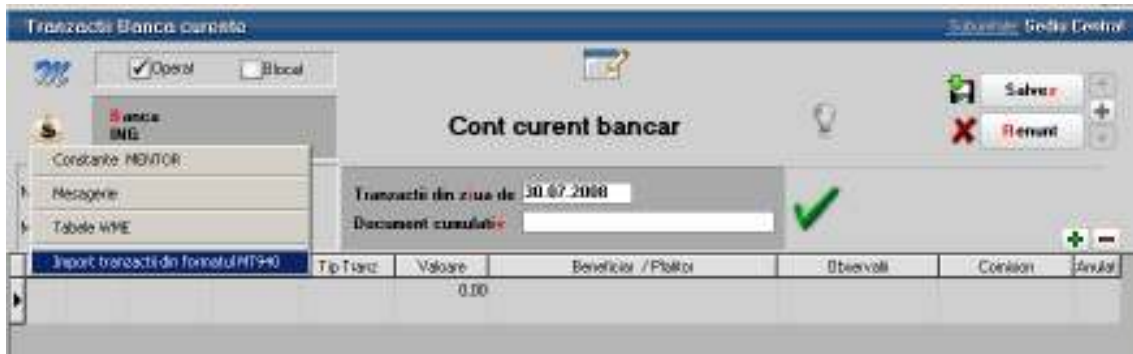 Tranzactii Banca curente
Subunitate: Sediu Central
Operat
Blocat
Banca
ING
Cont curent bancar
Salvez
Renunt
Constante MENTOR
Mesagerie
Tabele WME
Import tranzactii din formatul MT940
Tranzactii din ziua de 30.07.2008
Document cumulativ
Tip Tranz
Valoare
Beneficiar / Platitor
Observatii
Comision
Anulat
0.00